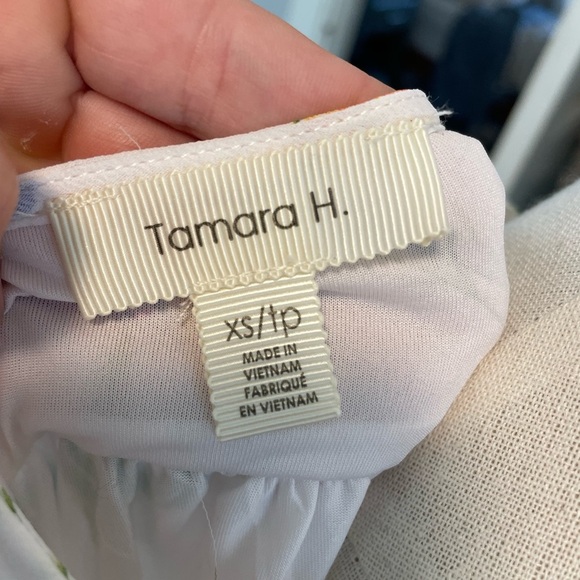 Tamara H.
xs/tp
MADE IN
VIETNAM
FABRIQUÉ
EN VIETNAM